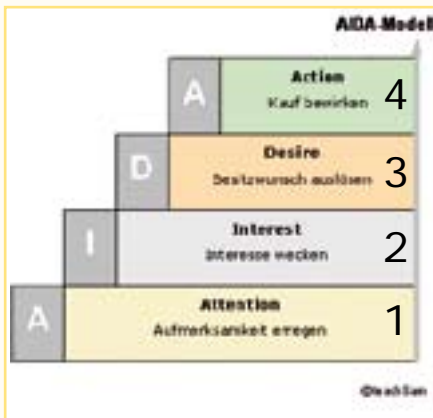 AIDA-Modell
A
Action
Kauf bewirken
4
D
Desire
Besitzwunsch auslösen
3
I
Interest
Interesse wecken
2
A
Attention
Aufmerksamkeit erregen
1